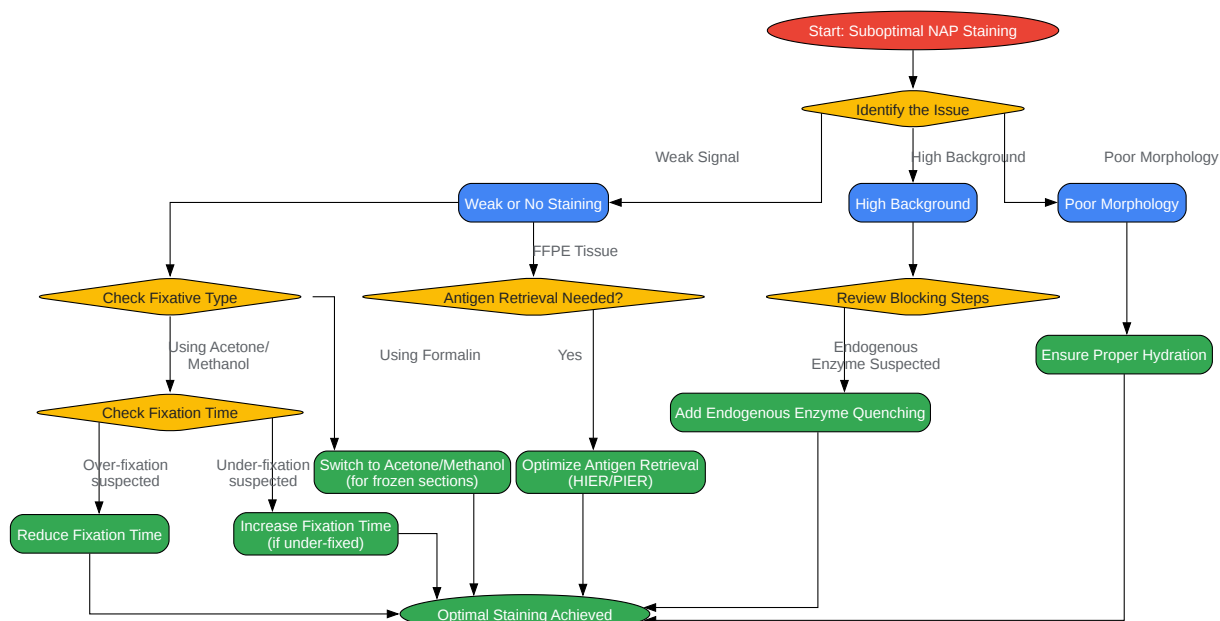 Start: Suboptimal NAP Staining
Identify the Issue
Weak Signal
High Background
Poor Morphology
Weak or No Staining
High Background
Poor Morphology
FFPE Tissue
Check Fixative Type
Antigen Retrieval Needed?
Review Blocking Steps
Using Acetone/
Methanol
Using Formalin
Yes
Endogenous
Enzyme Suspected
Ensure Proper Hydration
Check Fixation Time
Add Endogenous Enzyme Quenching
Over-fixation
suspected
Under-fixation
suspected
Switch to Acetone/Methanol
(for frozen sections)
Optimize Antigen Retrieval
(HIER/PIER)
Reduce Fixation Time
Increase Fixation Time
(if under-fixed)
Optimal Staining Achieved